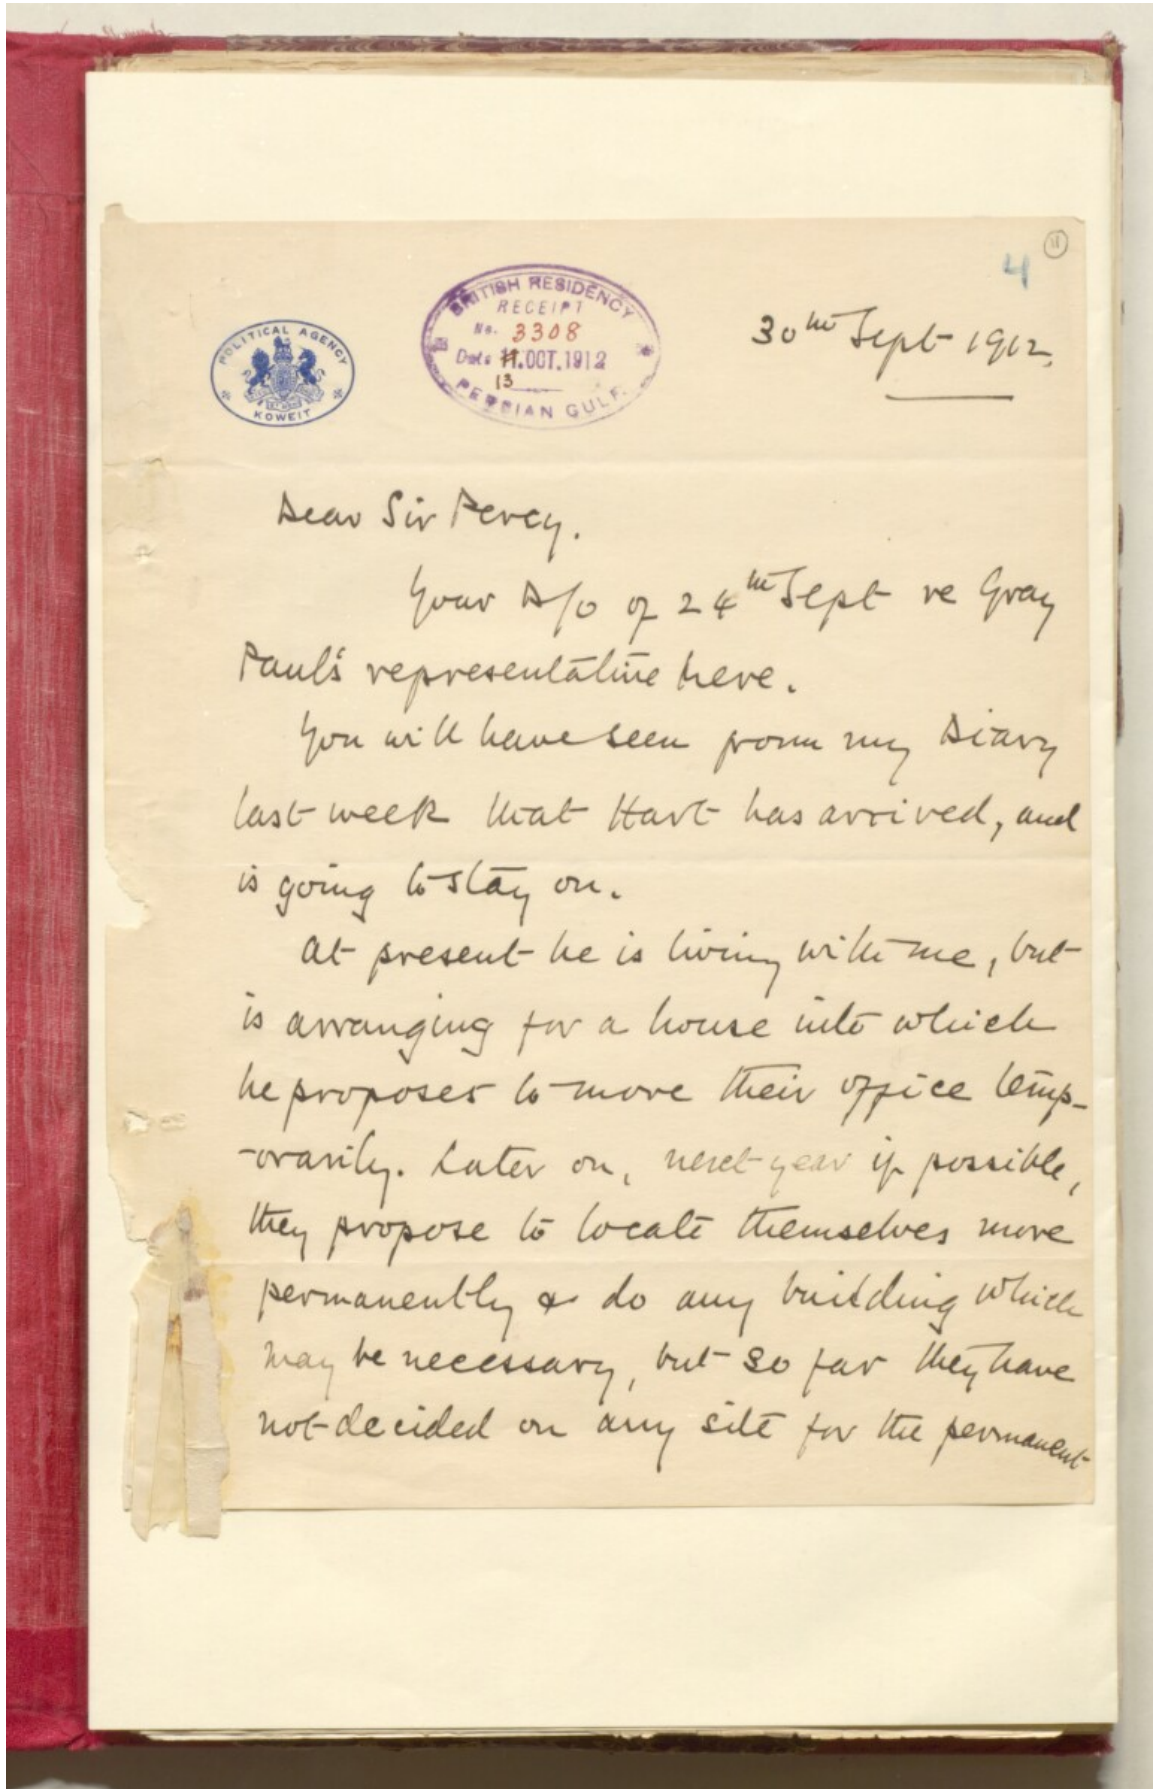 11
4
POLITICAL AGENCY
KOWEIT
BRITISH RESIDENCY
RECEIPT
No. 3308
Date 11.OCT.1912
13
PERSIAN GULF.
30th Sept 1912.
Dear Sir Percy.
Your D/O of 24th Sept re Gray
Paul's representative here.
You will have seen from my Diary
last week that Hart has arrived, and
is going to stay on.
At present he is living with me, but
is arranging for a house into which
he proposes to move their office temp-
-orarily. Later on, next year if possible,
they propose to locate themselves more
permanently & do any building which
may be necessary, but so far they have
not decided on any site for the permanent